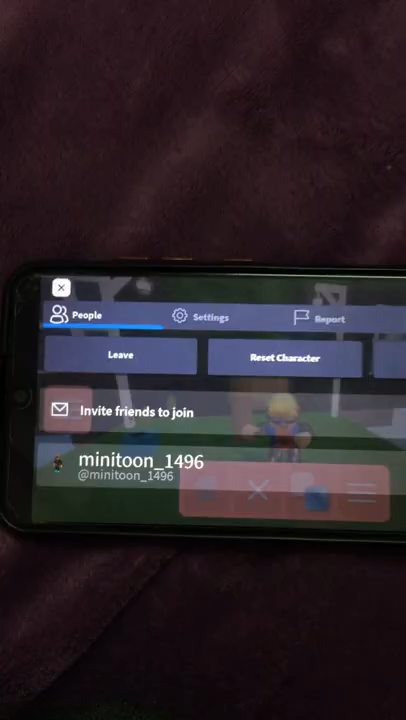 People
Settings
Report
Leave
Reset Character
Invite friends to join
minitoon_1496
@minitoon_1496